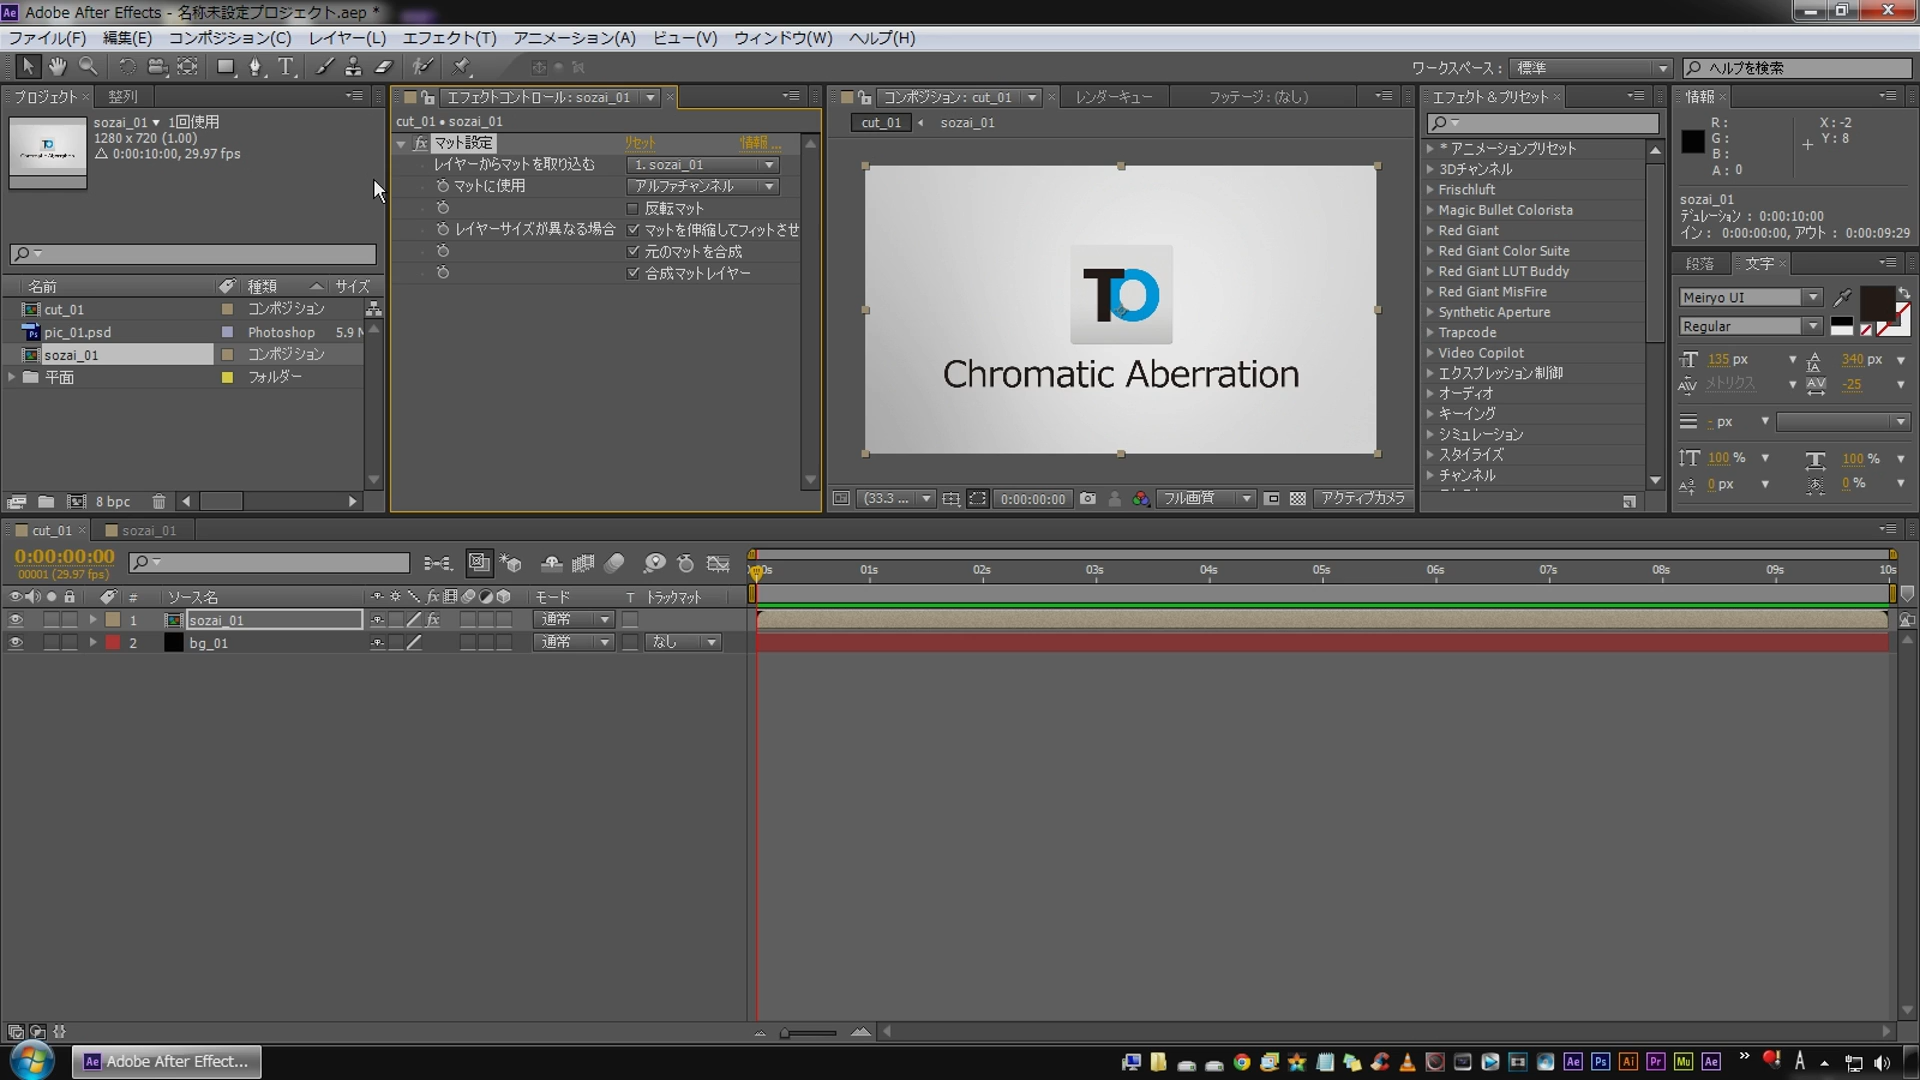 Adobe After Effects - 名称未設定プロジェクト.aep *
ファイル(F) 編集(E) コンポジション(C) レイヤー(L) エフェクト(T) アニメーション(A) ビュー(V) ウィンドウ(W) ヘルプ(H)
T ワークスペース： 標準 ヘルプを検索
プロジェクト 整列
sozai_01 1回使用
1280 x 720 (1.00)
△ 0:00:10:00, 29.97 fps
名前 種類 サイズ
cut_01 コンポジション
pic_01.psd Photoshop 5.9 M
sozai_01 コンポジション
平面 フォルダー
8 bpc
エフェクトコントロール：sozai_01
cut_01 • sozai_01
fx マット設定 リセット 情報...
レイヤーからマットを取り込む 1. sozai_01
マットに使用 アルファチャンネル
反転マット
レイヤーサイズが異なる場合 マットを伸縮してフィットさせ
元のマットを合成
合成マットレイヤー
コンポジション：cut_01 レンダーキュー フッテージ：(なし)
cut_01 sozai_01
TO
Chromatic Aberration
(33.3 ... 0:00:00:00 フル画質 アクティブカメラ
エフェクト＆プリセット
* アニメーションプリセット
3Dチャンネル
Frischluft
Magic Bullet Colorista
Red Giant
Red Giant Color Suite
Red Giant LUT Buddy
Red Giant MisFire
Synthetic Aperture
Trapcode
Video Copilot
エクスプレッション制御
オーディオ
キーイング
シミュレーション
スタイライズ
チャンネル
情報
R :
G :
B :
A : 0
X : -2
Y : 8
sozai_01
デュレーション： 0:00:10:00
イン： 0:00:00:00, アウト： 0:00:09:29
段落 文字
Meiryo UI
Regular
135 px 340 px
メトリクス -25
- px
100 % 100 %
0 px 0 %
cut_01 sozai_01
0:00:00:00
00001 (29.97 fps)
01s 02s 03s 04s 05s 06s 07s 08s 09s 10s
# ソース名 モード T トラックマット
1 sozai_01 fx 通常
2 bg_01 通常 なし
Adobe After Effect...
Ae Ps Ai Pr Mu Ae A